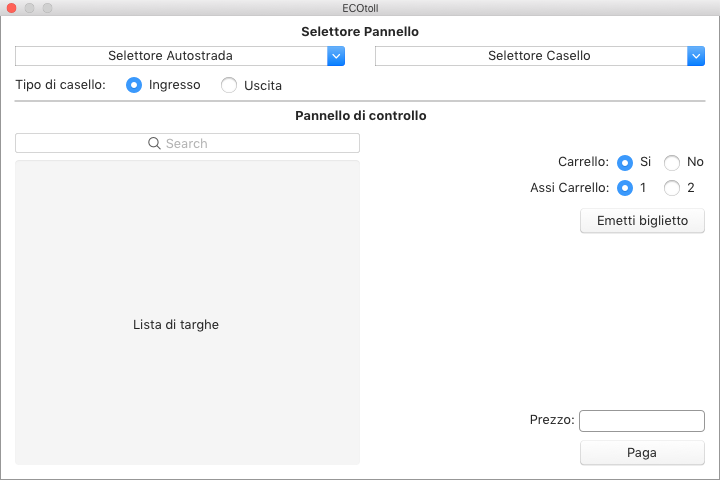 ECOtoll
Selettore Pannello
Selettore Autostrada
Selettore Casello
Tipo di casello: Ingresso Uscita
Pannello di controllo
Search
Lista di targhe
Carrello: Si No
Assi Carrello: 1 2
Emetti biglietto
Prezzo:
Paga